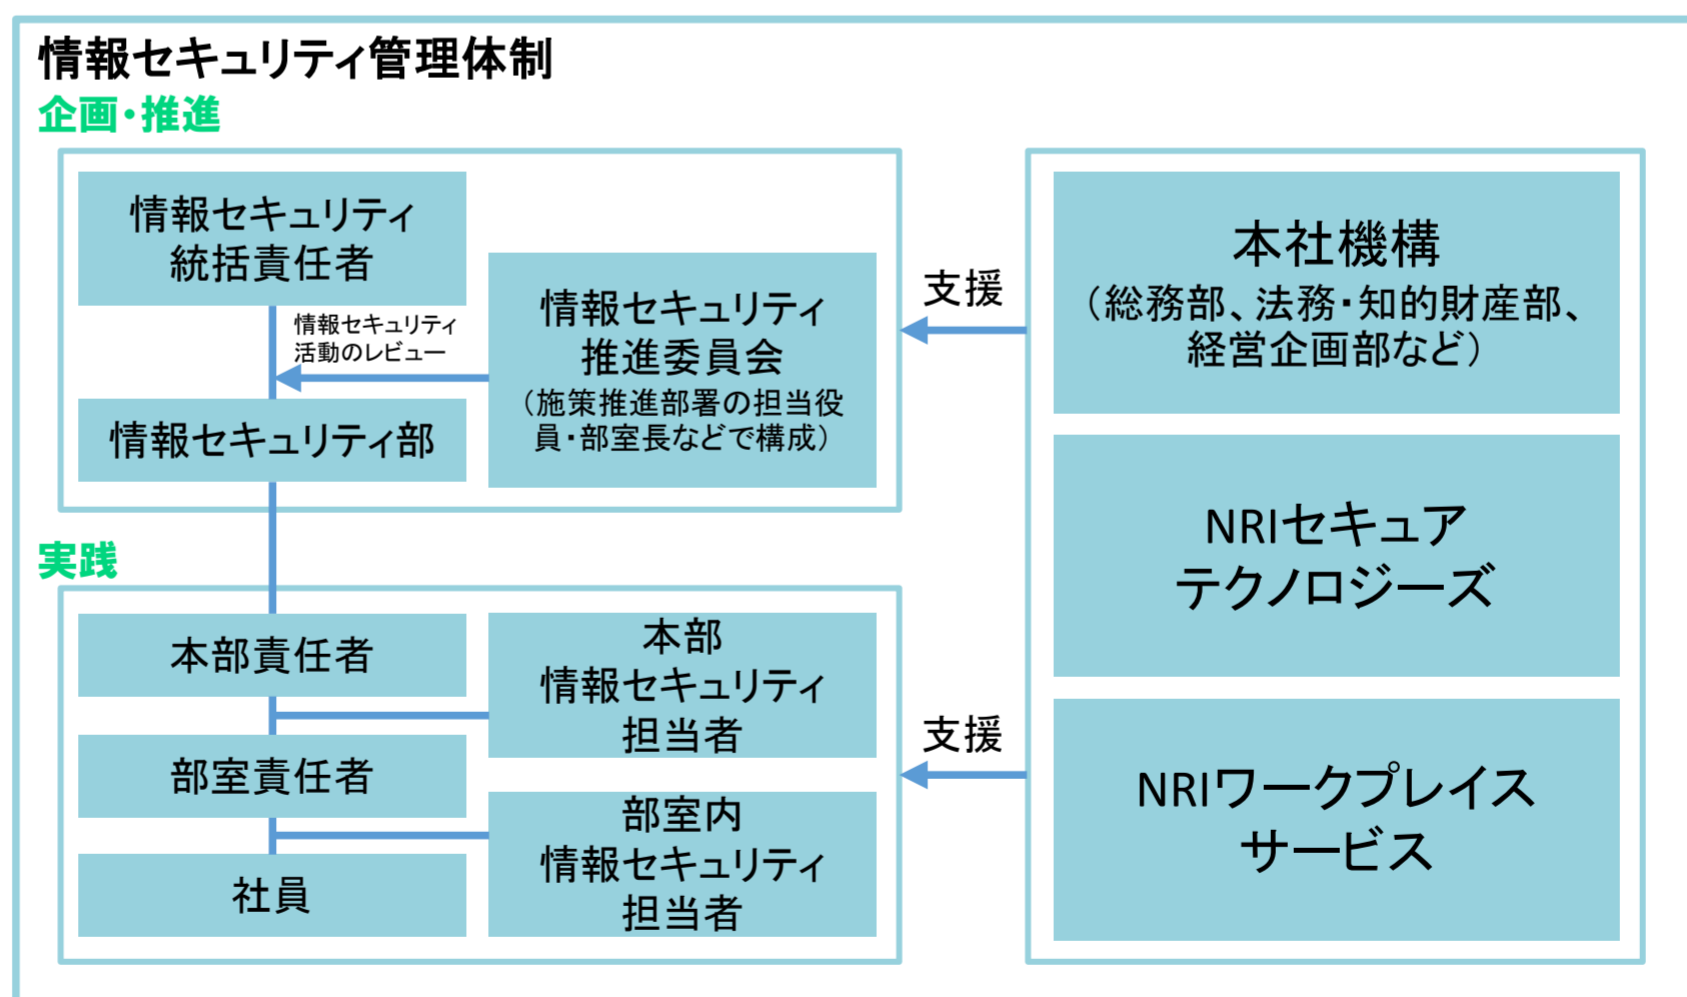 情報セキュリティ管理体制
企画・推進
情報セキュリティ
統括責任者
情報セキュリティ
活動のレビュー
情報セキュリティ部
情報セキュリティ
推進委員会
（施策推進部署の担当役
員・部室長などで構成）
支援
本社機構
（総務部、法務・知的財産部、
経営企画部など）
NRIセキュア
テクノロジーズ
NRIワークプレイス
サービス
実践
本部責任者
本部
情報セキュリティ
担当者
部室責任者
部室内
情報セキュリティ
担当者
社員
支援